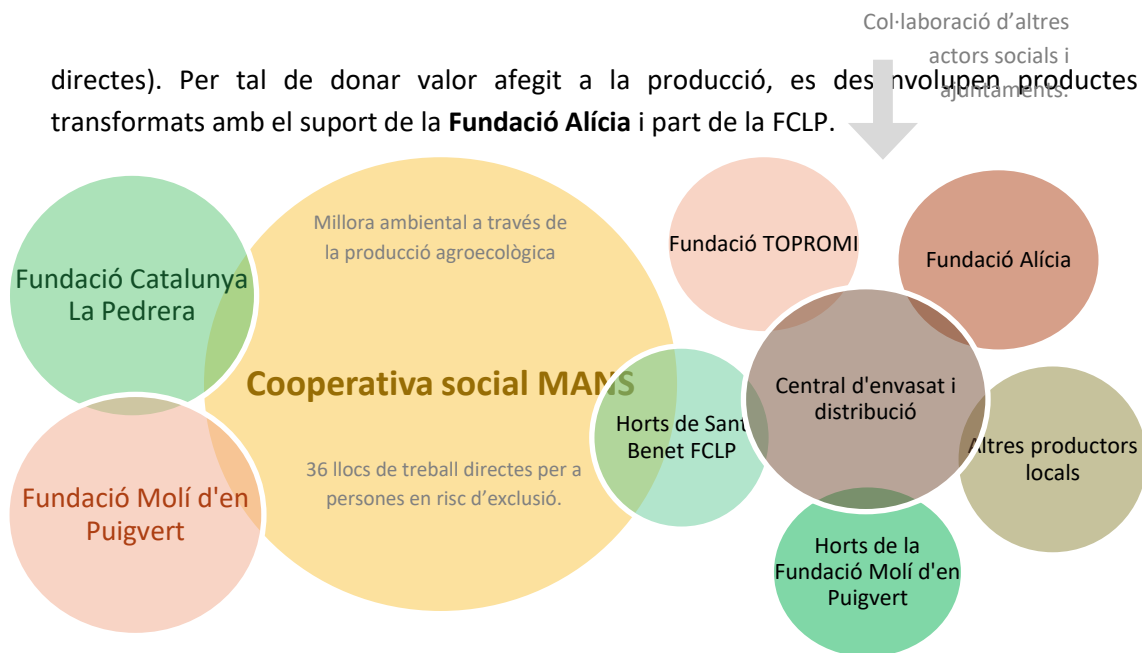 Col·laboració d’altres
actors socials i
ajuntaments.
directes). Per tal de donar valor afegit a la producció, es desenvolupen productes
transformats amb el suport de la Fundació Alícia i part de la FCLP.
Fundació Catalunya
La Pedrera
Fundació Molí d'en
Puigvert
Millora ambiental a través de
la producció agroecològica
Cooperativa social MANS
36 llocs de treball directes per a
persones en risc d’exclusió.
Horts de Sant
Benet FCLP
Fundació TOPROMI
Fundació Alícia
Central d'envasat i
distribució
Altres productors
locals
Horts de la
Fundació Molí d'en
Puigvert